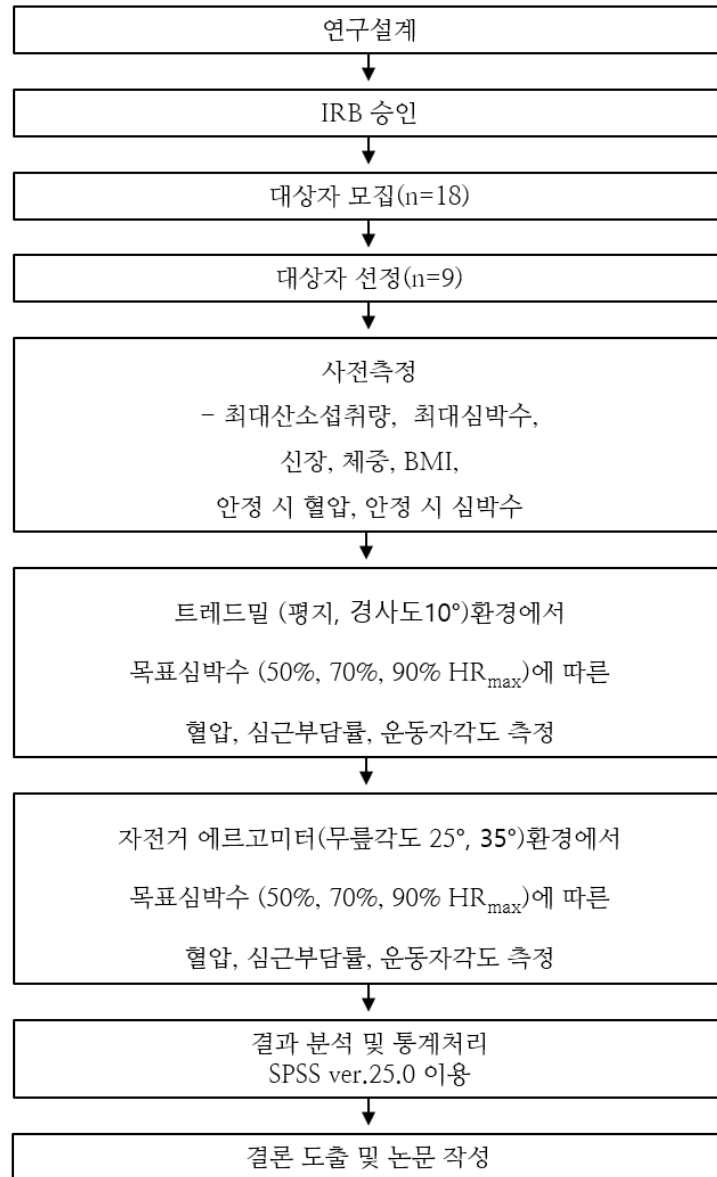 연구설계
IRB 승인
대상자 모집(n=18)
대상자 선정(n=9)
사전측정
- 최대산소섭취량, 최대심박수,
신장, 체중, BMI,
안정 시 혈압, 안정 시 심박수
트레드밀 (평지, 경사도10°)환경에서
목표심박수 (50%, 70%, 90% HRmax)에 따른
혈압, 심근부담률, 운동자각도 측정
자전거 에르고미터(무릎각도 25°, 35°)환경에서
목표심박수 (50%, 70%, 90% HRmax)에 따른
혈압, 심근부담률, 운동자각도 측정
결과 분석 및 통계처리
SPSS ver.25.0 이용
결론 도출 및 논문 작성